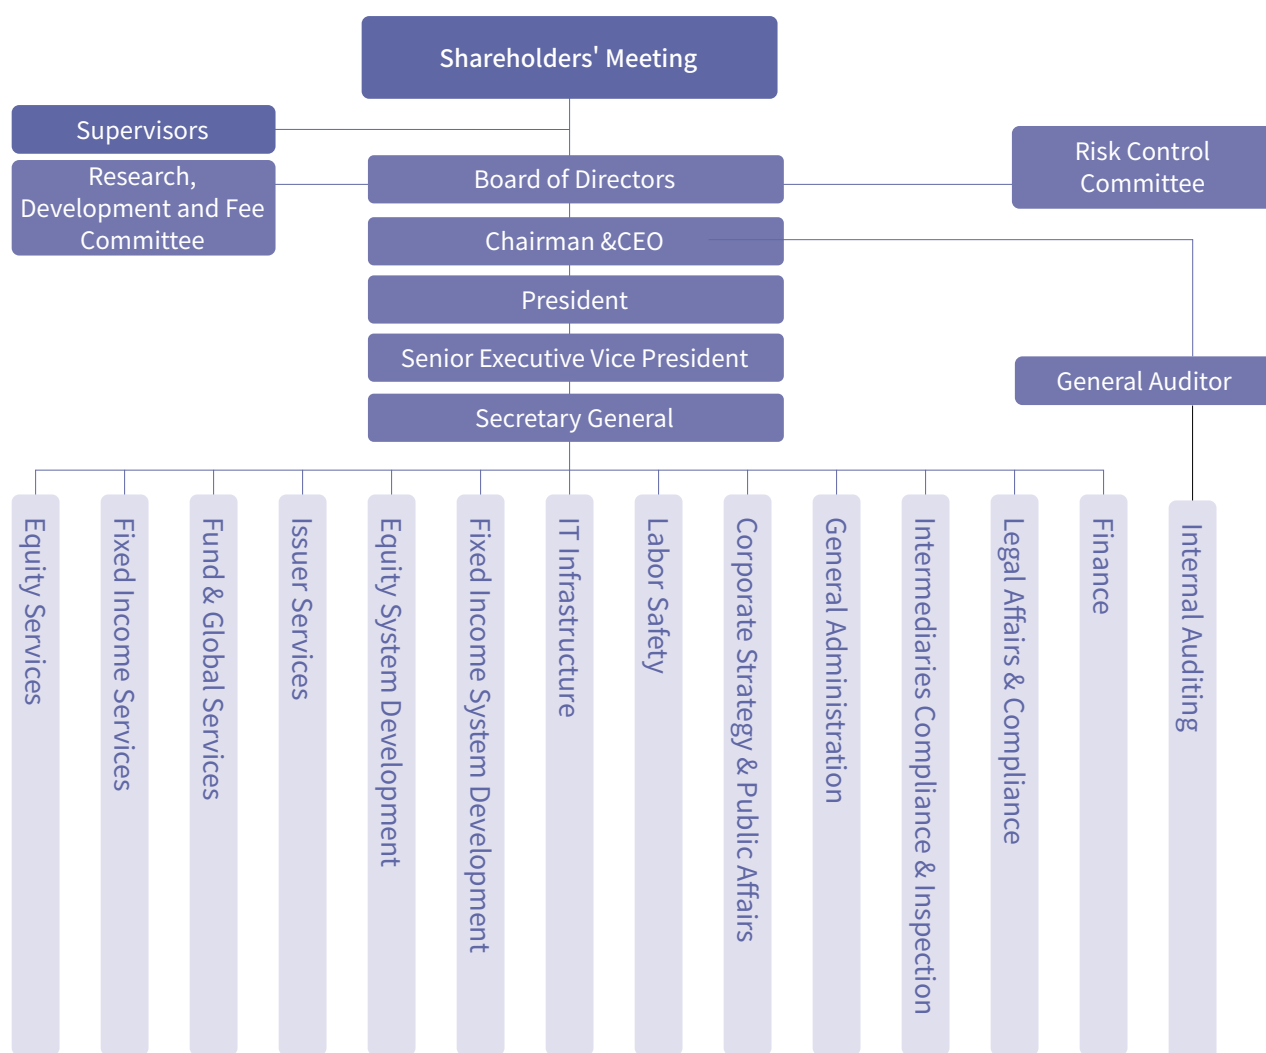 Shareholders' Meeting
Supervisors
Research,
Development and Fee
Committee
Board of Directors
Risk Control
Committee
Chairman &CEO
President
Senior Executive Vice President
General Auditor
Secretary General
Equity Services
Fixed Income Services
Fund & Global Services
Issuer Services
Equity System Development
Fixed Income System Development
IT Infrastructure
Labor Safety
Corporate Strategy & Public Affairs
General Administration
Intermediaries Compliance & Inspection
Legal Affairs & Compliance
Finance
Internal Auditing